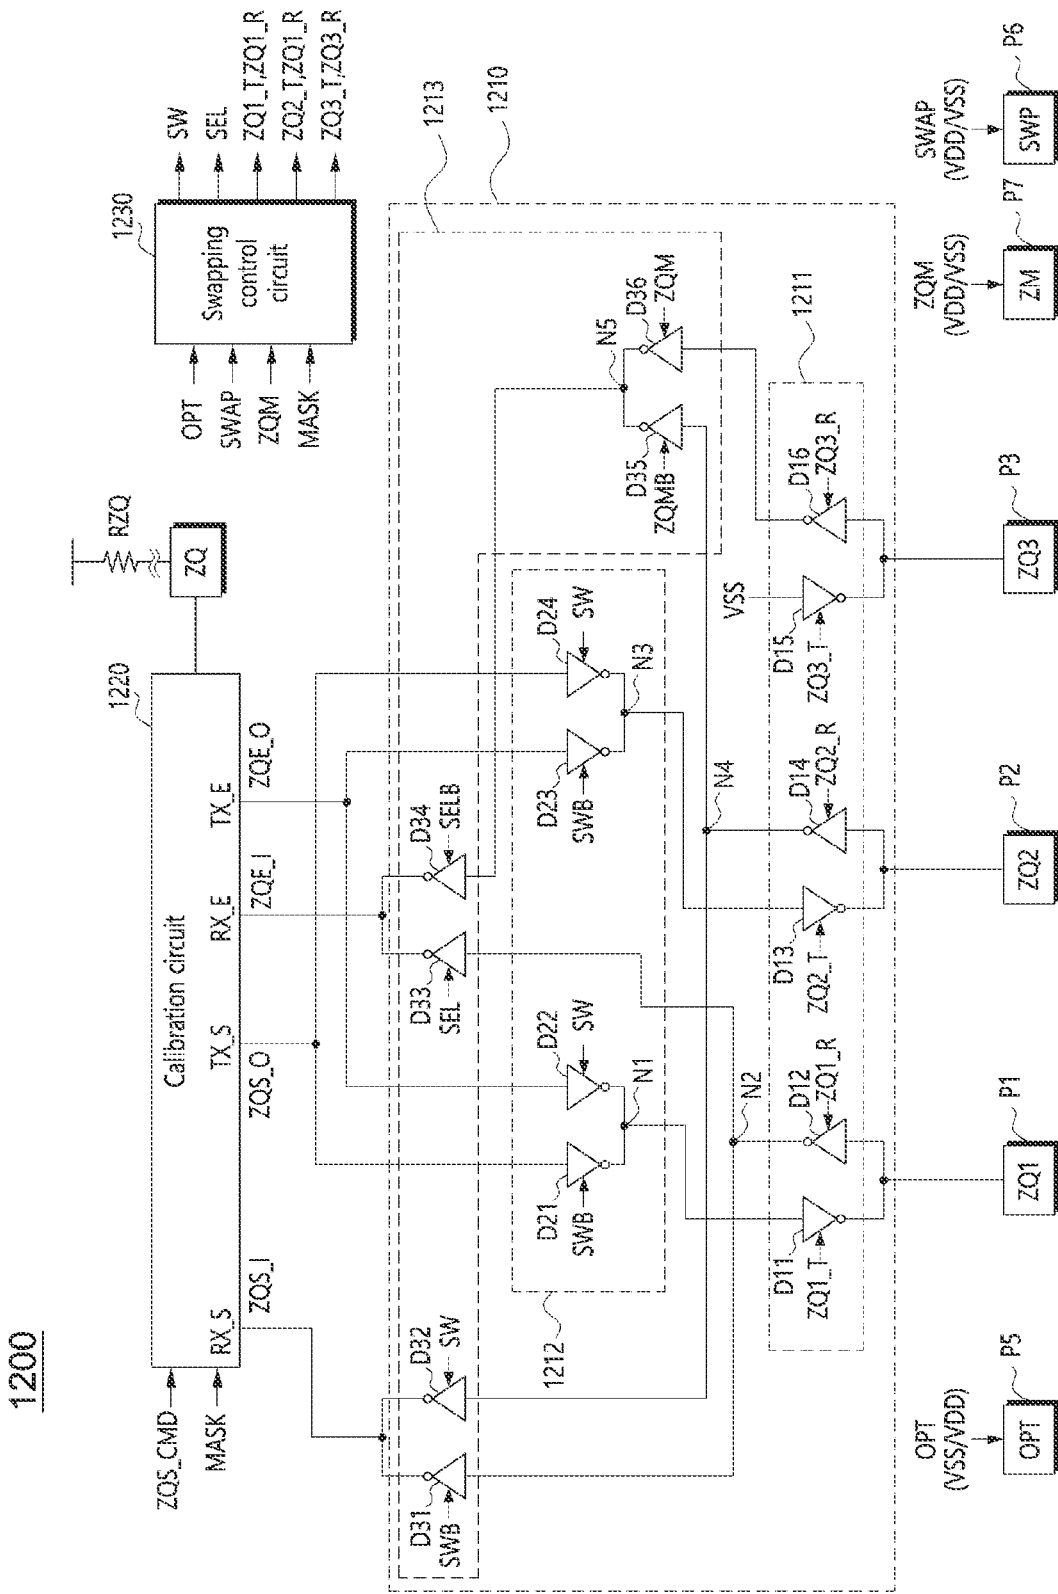 1200
ZQS_CMD
MASK
1220
Calibration circuit
RX_S
TX_S
RX_E
TX_E
ZQS_I
ZQS_O
ZQE_I
ZQE_O
RZQ
ZQ
1230
Swapping
control
circuit
OPT
SWAP
ZQM
MASK
SW
SEL
ZQ1_T,ZQ1_R
ZQ2_T,ZQ1_R
ZQ3_T,ZQ3_R
1213
1210
D31
SWB
D32
SW
D33
SEL
D34
SELB
1212
D21
SWB
D22
SW
N1
D23
SWB
D24
SW
N3
N5
D35
ZQMB
D36
ZQM
N2
N4
VSS
1211
D11
ZQ1_T
D12
ZQ1_R
D13
ZQ2_T
D14
ZQ2_R
D15
ZQ3_T
D16
ZQ3_R
OPT
(VSS/VDD)
P5
OPT
P1
ZQ1
P2
ZQ2
P3
ZQ3
ZQM
(VDD/VSS)
P7
ZM
SWAP
(VDD/VSS)
P6
SWP